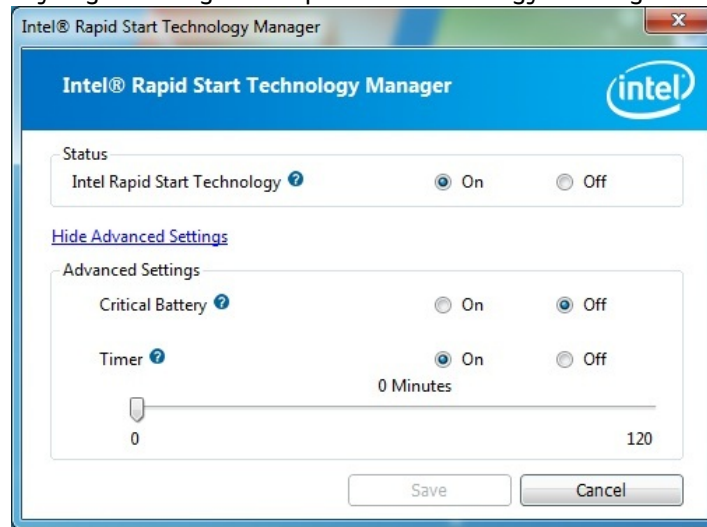 Intel® Rapid Start Technology Manager
Intel® Rapid Start Technology Manager
intel
Status
Intel Rapid Start Technology ? On Off
Hide Advanced Settings
Advanced Settings
Critical Battery ? On Off
Timer ? On Off
0 Minutes
0 120
Save Cancel